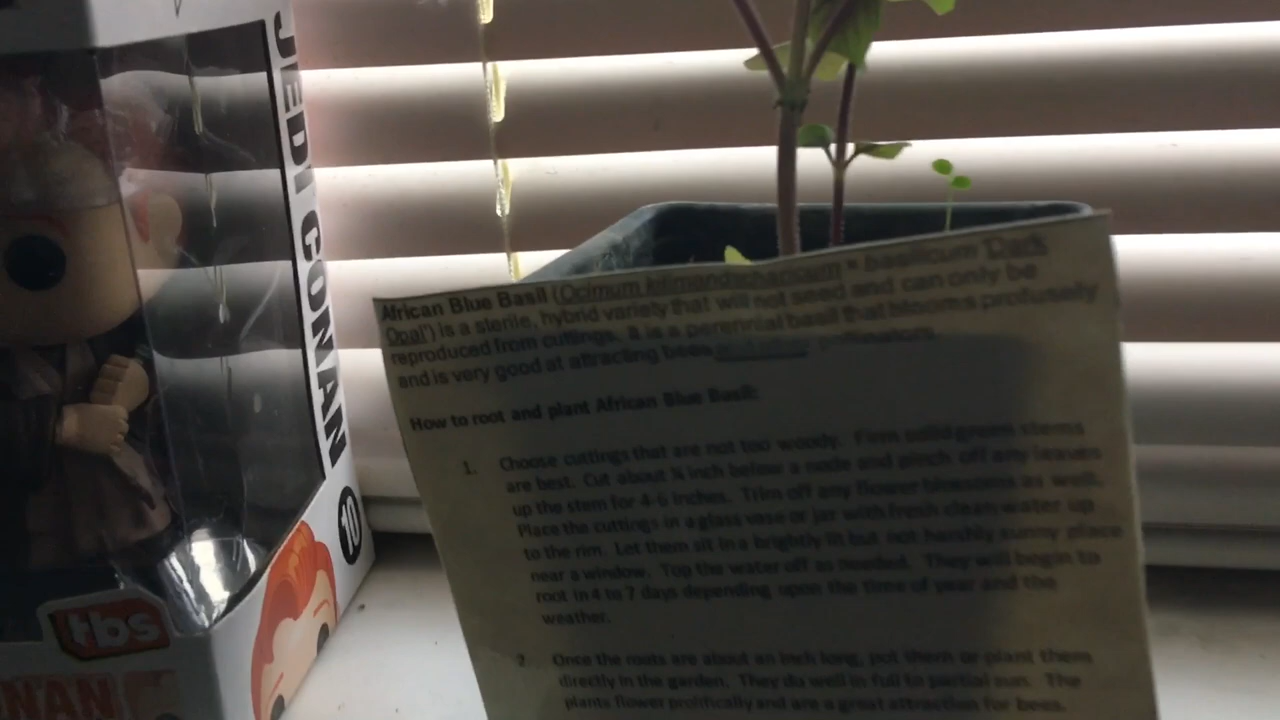 JEDI CONAN
10
tbs
NAN
African Blue Basil (Ocimum kilimandscharicum × basilicum 'Dark
Opal') is a sterile, hybrid variety that will not seed and can only be
reproduced from cuttings. It is a perennial basil that blooms profusely
and is very good at attracting bees and other pollinators.
How to root and plant African Blue Basil:
1. Choose cuttings that are not too woody. Firm solid green stems
are best. Cut about ¼ inch below a node and pinch off any leaves
up the stem for 4-6 inches. Trim off any flower blossoms as well.
Place the cuttings in a glass vase or jar with fresh clean water up
to the rim. Let them sit in a brightly lit but not harshly sunny place
near a window. Top the water off as needed. They will begin to
root in 4 to 7 days depending upon the time of year and the
weather.
2. Once the roots are about an inch long, pot them or plant them
directly in the garden. They do well in full to partial sun. The
plants flower prolifically and are a great attraction for bees.